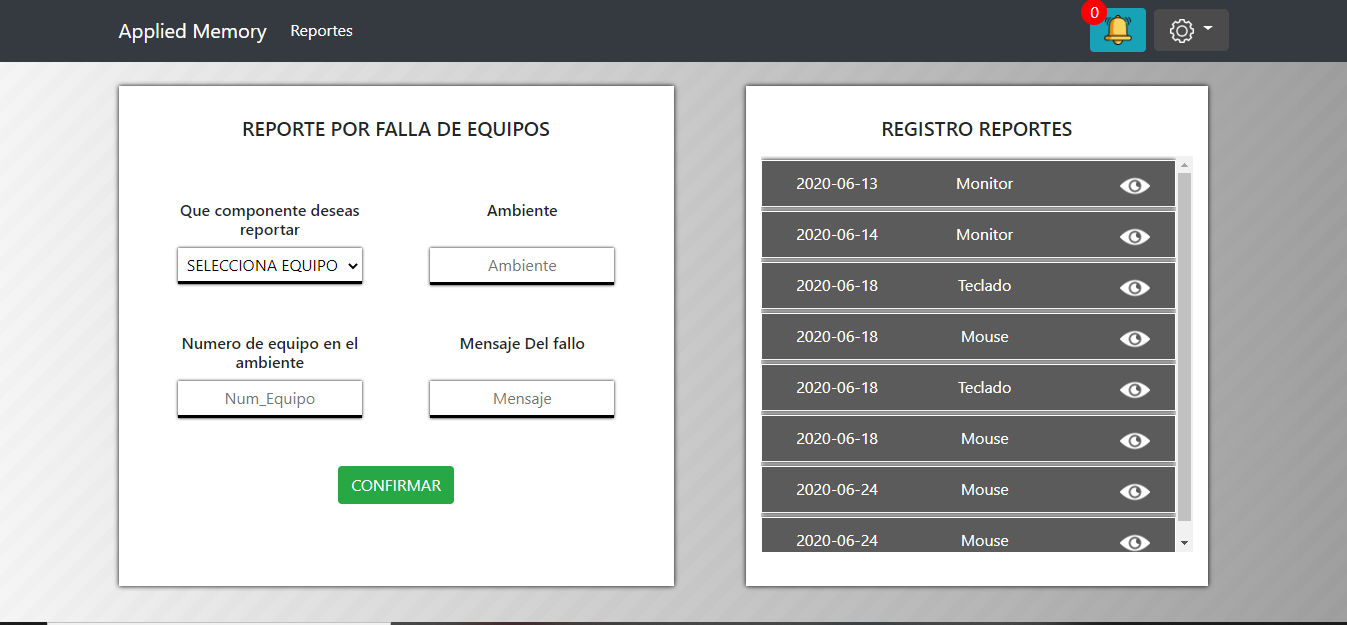 Applied Memory
Reportes
0
REPORTE POR FALLA DE EQUIPOS
Que componente deseas
reportar
SELECCIONA EQUIPO
Ambiente
Ambiente
Numero de equipo en el
ambiente
Num_Equipo
Mensaje Del fallo
Mensaje
CONFIRMAR
REGISTRO REPORTES
2020-06-13 Monitor
2020-06-14 Monitor
2020-06-18 Teclado
2020-06-18 Mouse
2020-06-18 Teclado
2020-06-18 Mouse
2020-06-24 Mouse
2020-06-24 Mouse